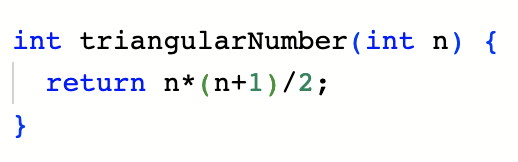 int triangularNumber(int n) {
  return n*(n+1)/2;
}